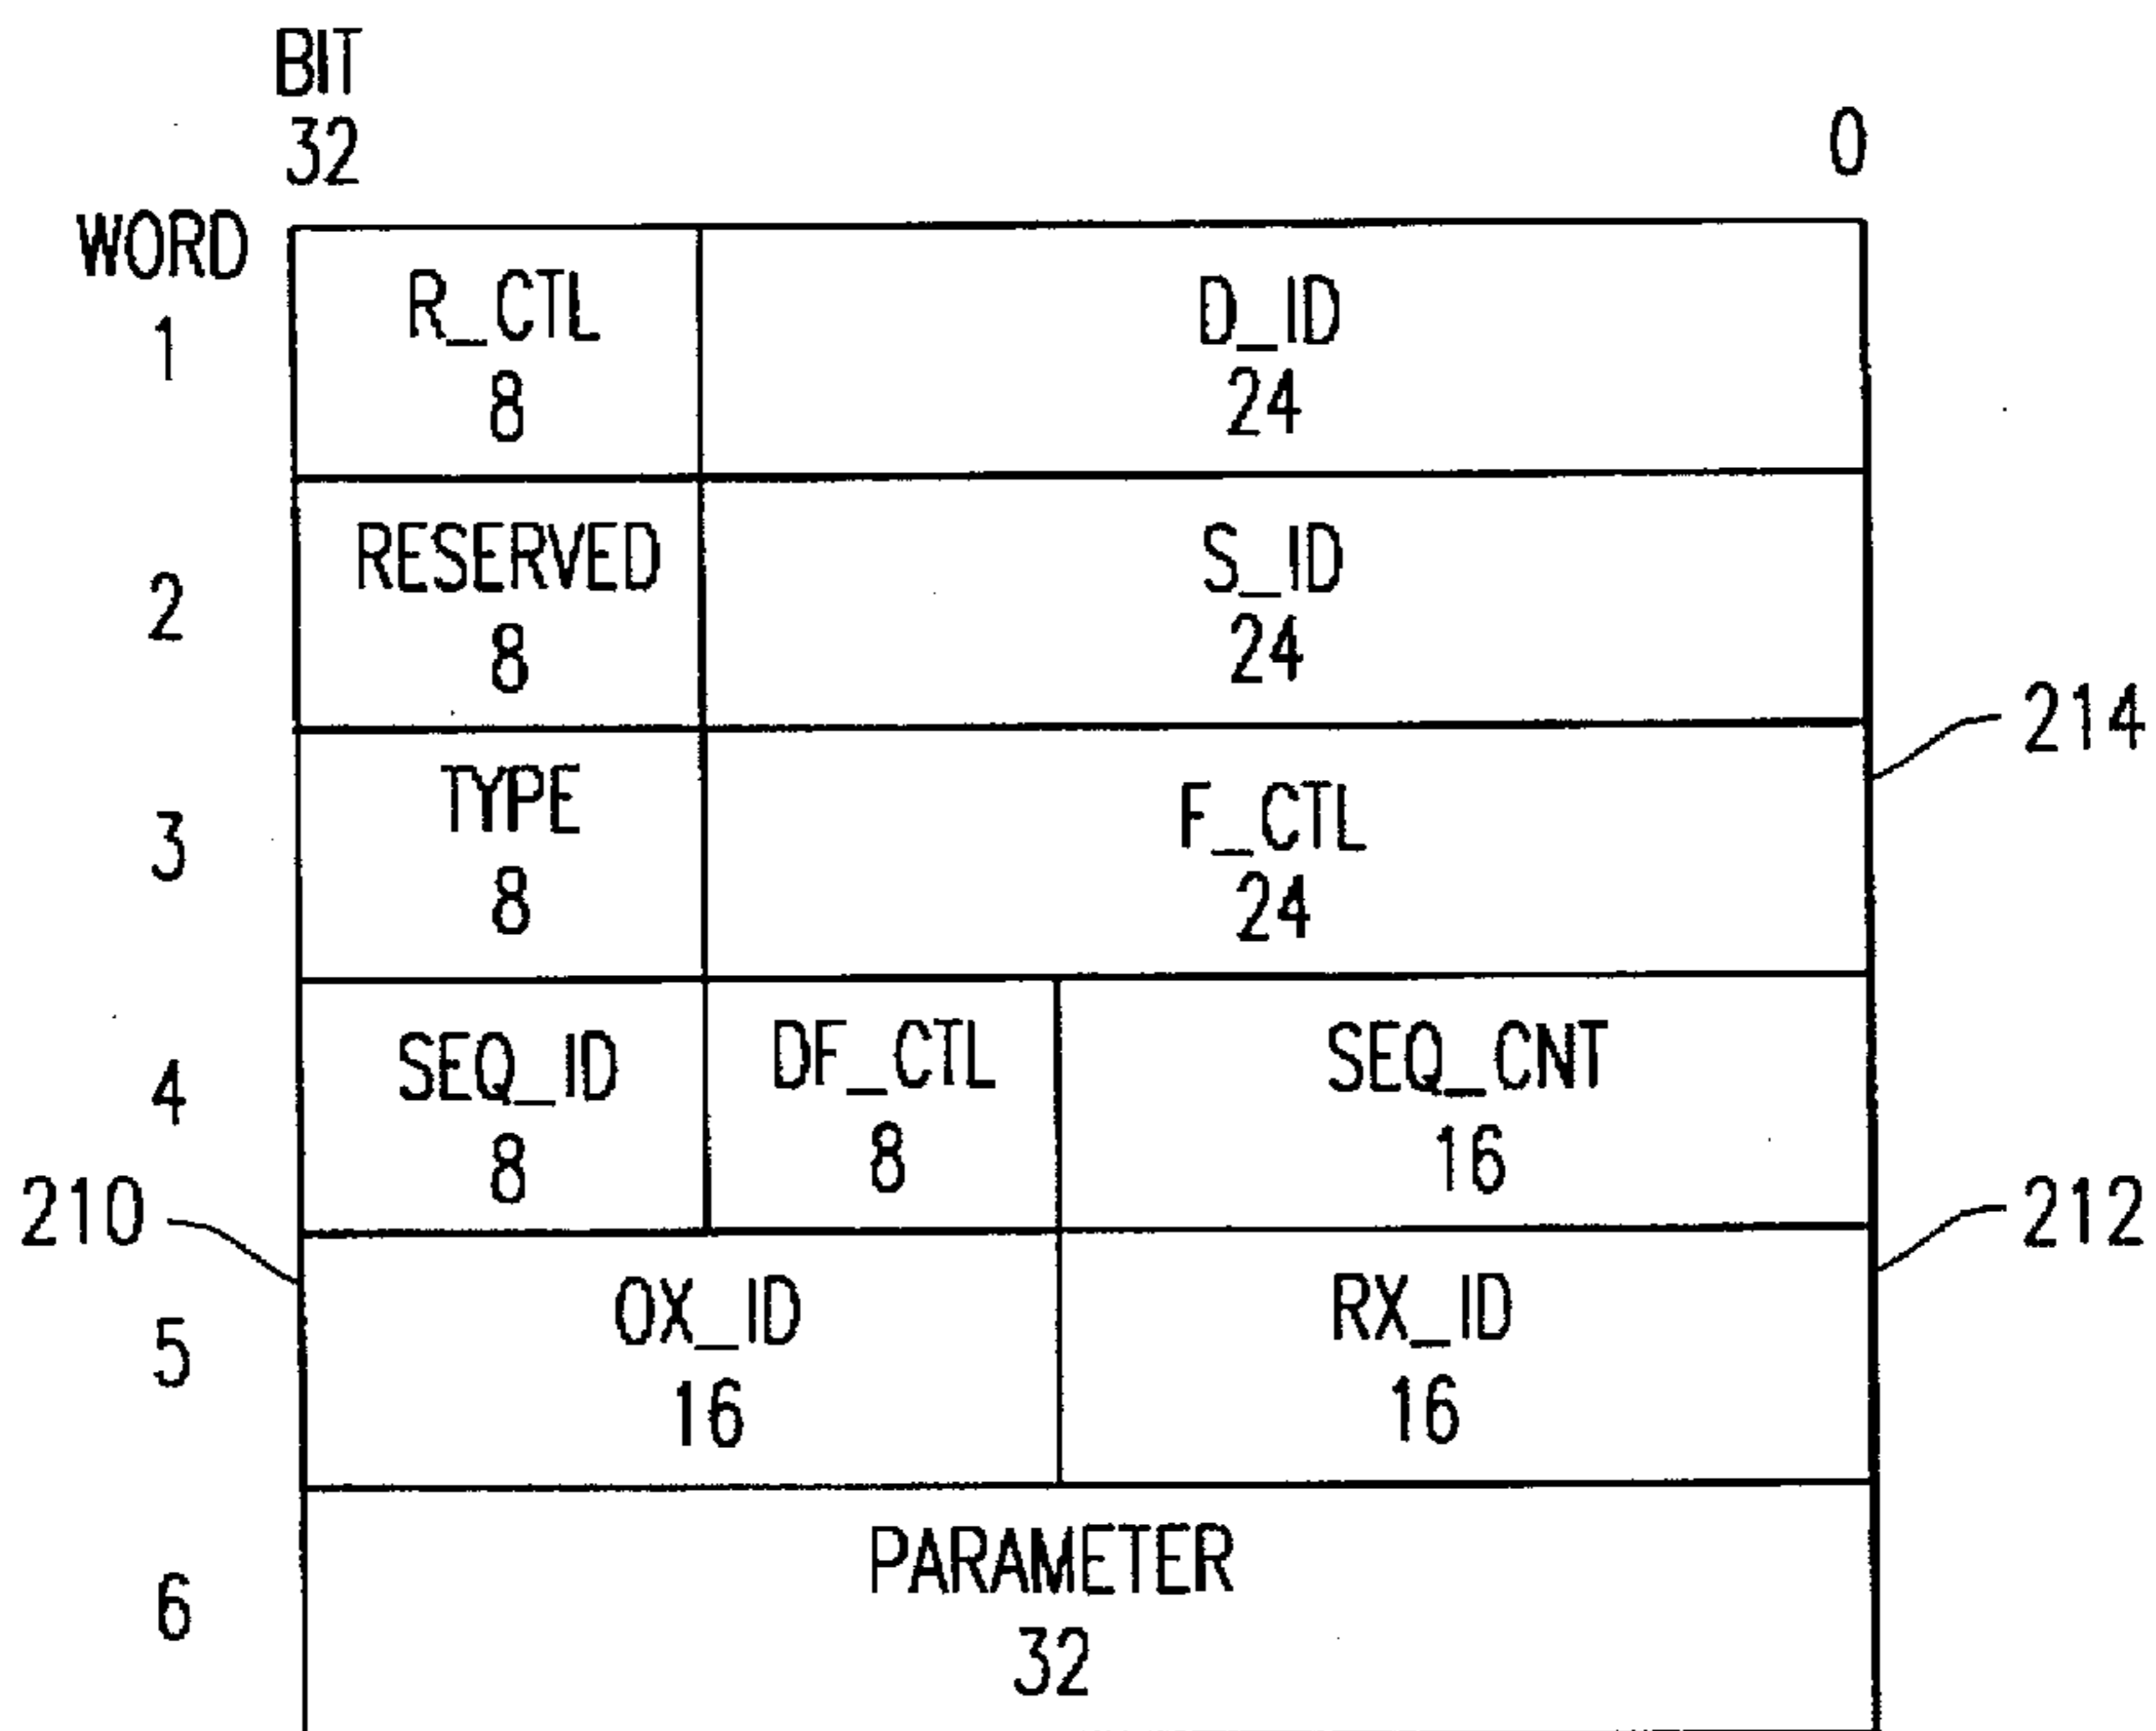 BIT
32 0
WORD
1 R_CTL D_ID
8 24
2 RESERVED S_ID
8 24
214
3 TYPE F_CTL
8 24
4 SEQ_ID DF_CTL SEQ_CNT
8 8 16
210 212
5 OX_ID RX_ID
16 16
6 PARAMETER
32